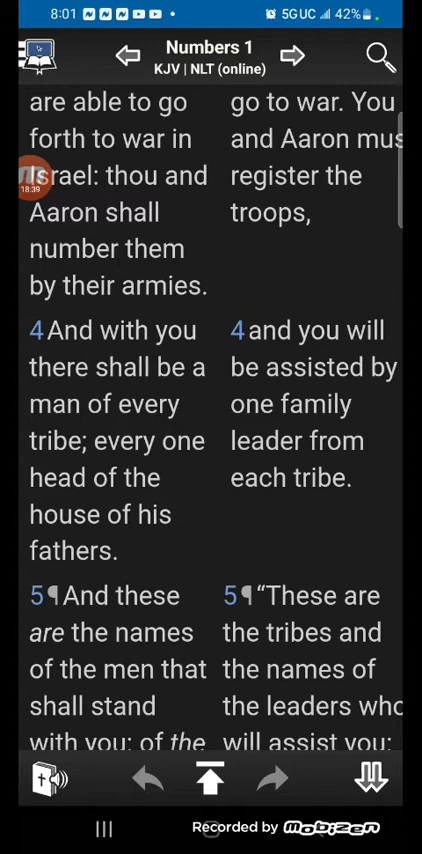 8:01
5GUC 42%
Numbers 1
KJV | NLT (online)
are able to go
forth to war in
Israel: thou and
Aaron shall
number them
by their armies.
4 And with you
there shall be a
man of every
tribe; every one
head of the
house of his
fathers.
5 ¶ And these
are the names
of the men that
shall stand
with you: of the
go to war. You
and Aaron mus
register the
troops,
4 and you will
be assisted by
one family
leader from
each tribe.
5 ¶ “These are
the tribes and
the names of
the leaders who
will assist you:
18:39
Recorded by mobizen